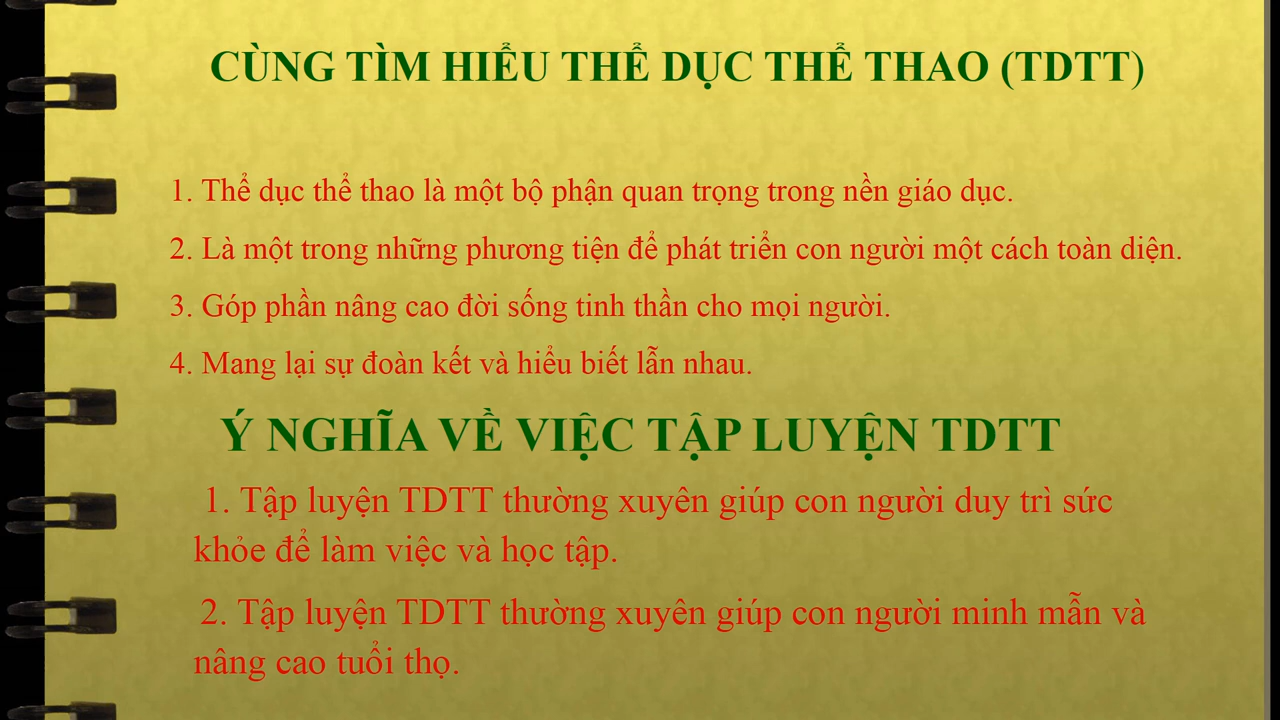 CÙNG TÌM HIỂU THỂ DỤC THỂ THAO (TDTT)
1. Thể dục thể thao là một bộ phận quan trọng trong nền giáo dục.
2. Là một trong những phương tiện để phát triển con người một cách toàn diện.
3. Góp phần nâng cao đời sống tinh thần cho mọi người.
4. Mang lại sự đoàn kết và hiểu biết lẫn nhau.
Ý NGHĨA VỀ VIỆC TẬP LUYỆN TDTT
1. Tập luyện TDTT thường xuyên giúp con người duy trì sức
khỏe để làm việc và học tập.
2. Tập luyện TDTT thường xuyên giúp con người minh mẫn và
nâng cao tuổi thọ.